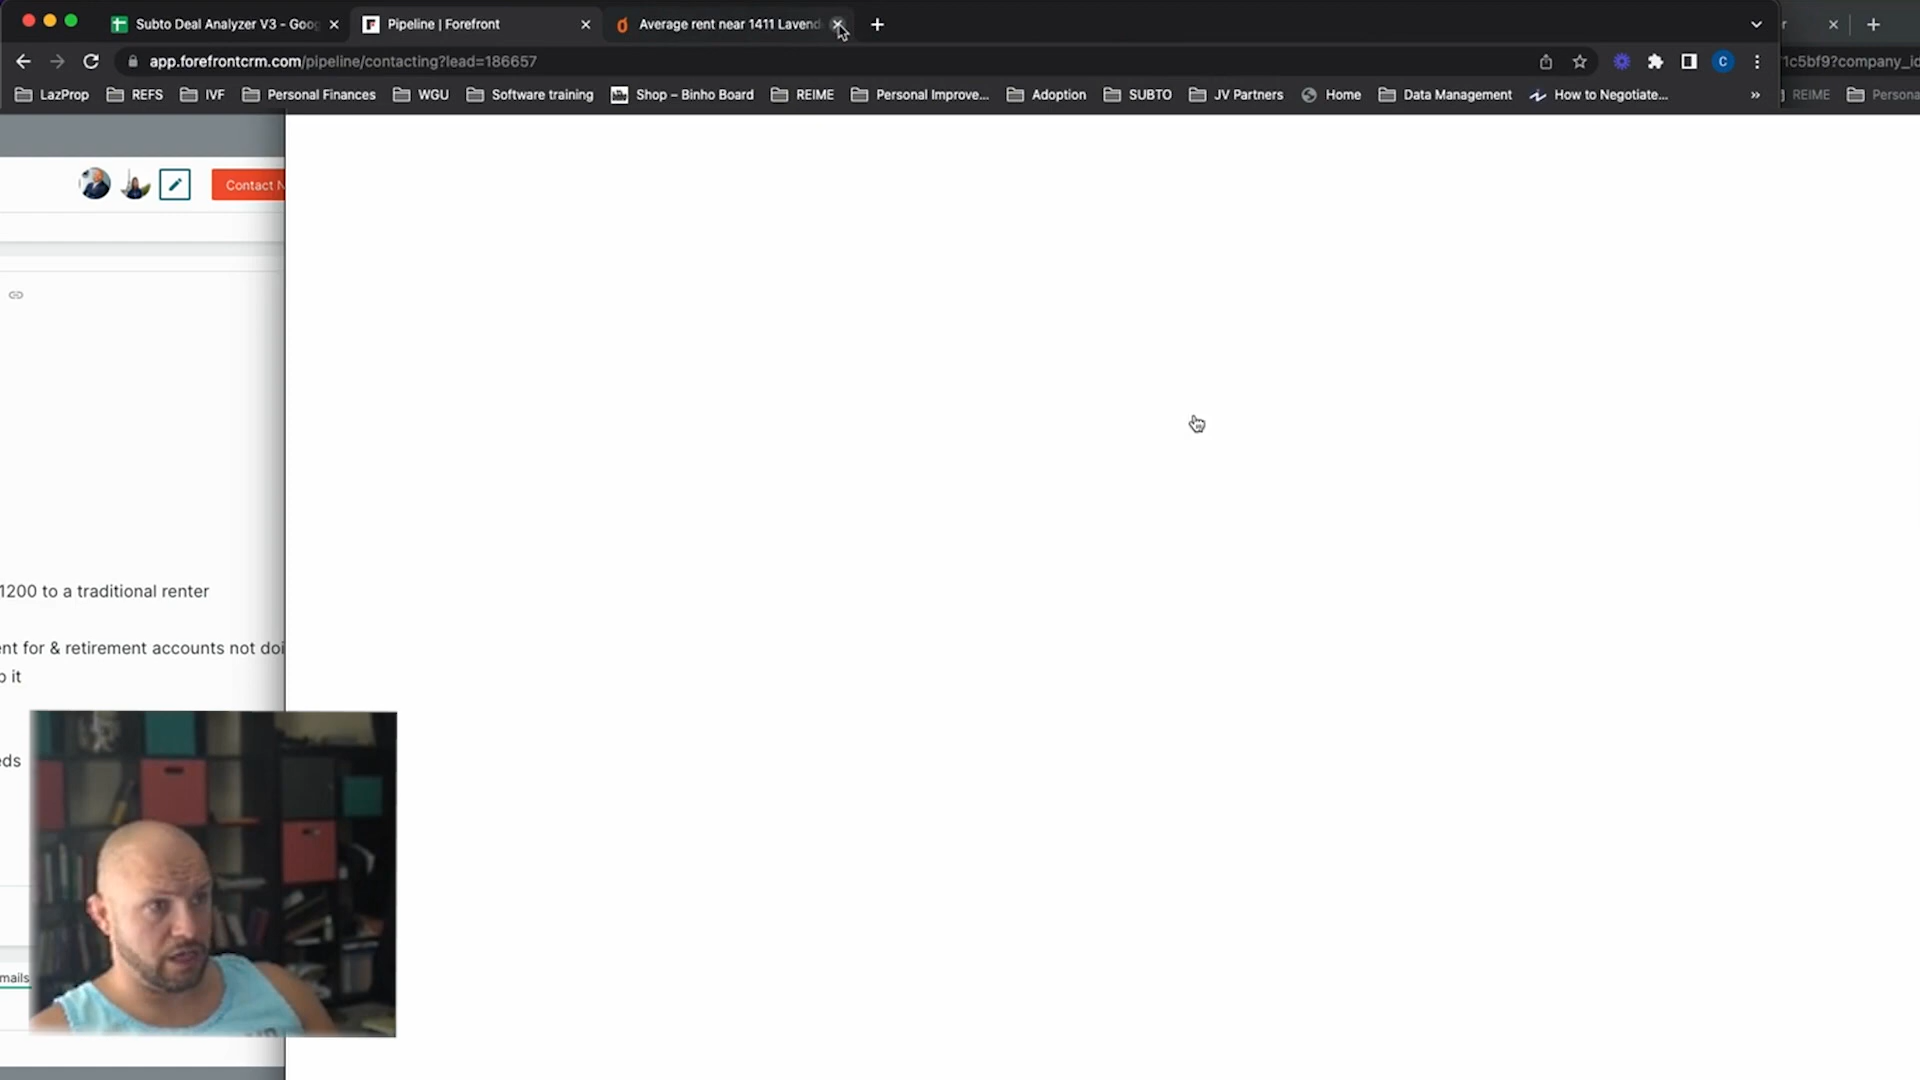 Subto Deal Analyzer V3 - Goog
Pipeline | Forefront
Average rent near 1411 Lavend
app.forefrontcrm.com/pipeline/contacting?lead=186657
1c5bf9?company_id
LazProp
REFS
IVF
Personal Finances
WGU
Software training
Shop – Binho Board
REIME
Personal Improve...
Adoption
SUBTO
JV Partners
Home
Data Management
How to Negotiate...
»
REIME
Persona
C
Contact N
1200 to a traditional renter
ent for & retirement accounts not doi
it
eds
mails